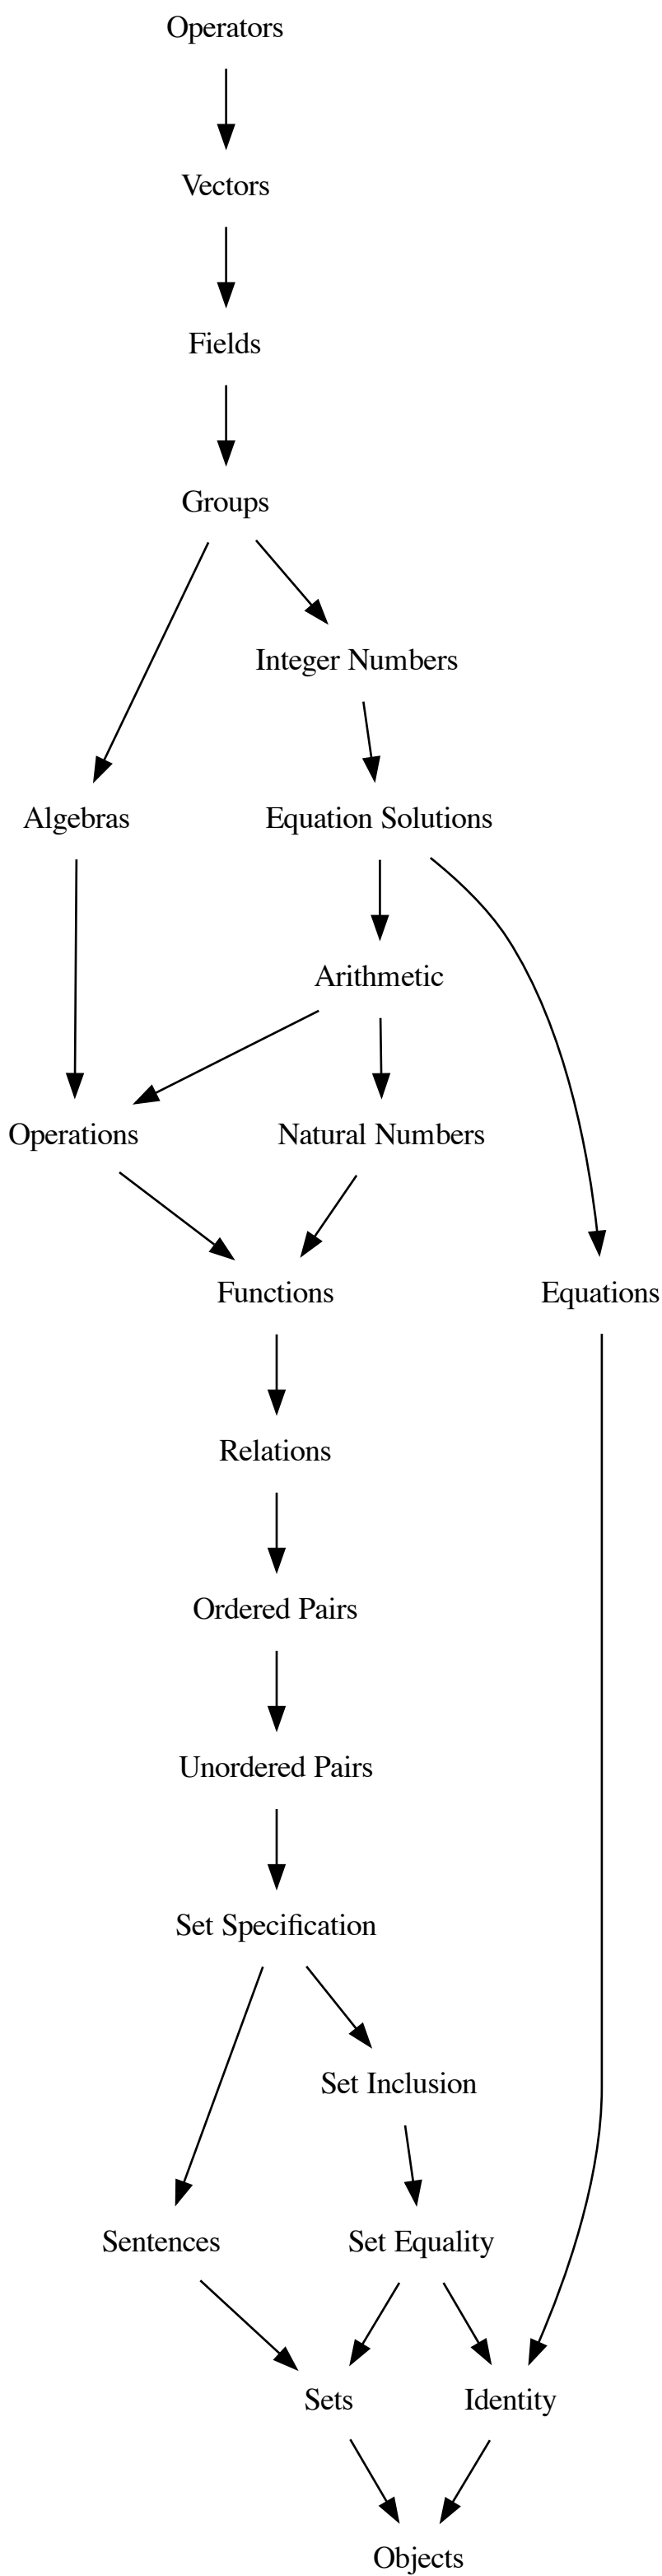 Operators
Vectors
Fields
Groups
Integer Numbers
Algebras
Equation Solutions
Arithmetic
Operations
Natural Numbers
Functions
Equations
Relations
Ordered Pairs
Unordered Pairs
Set Specification
Set Inclusion
Sentences
Set Equality
Sets
Identity
Objects